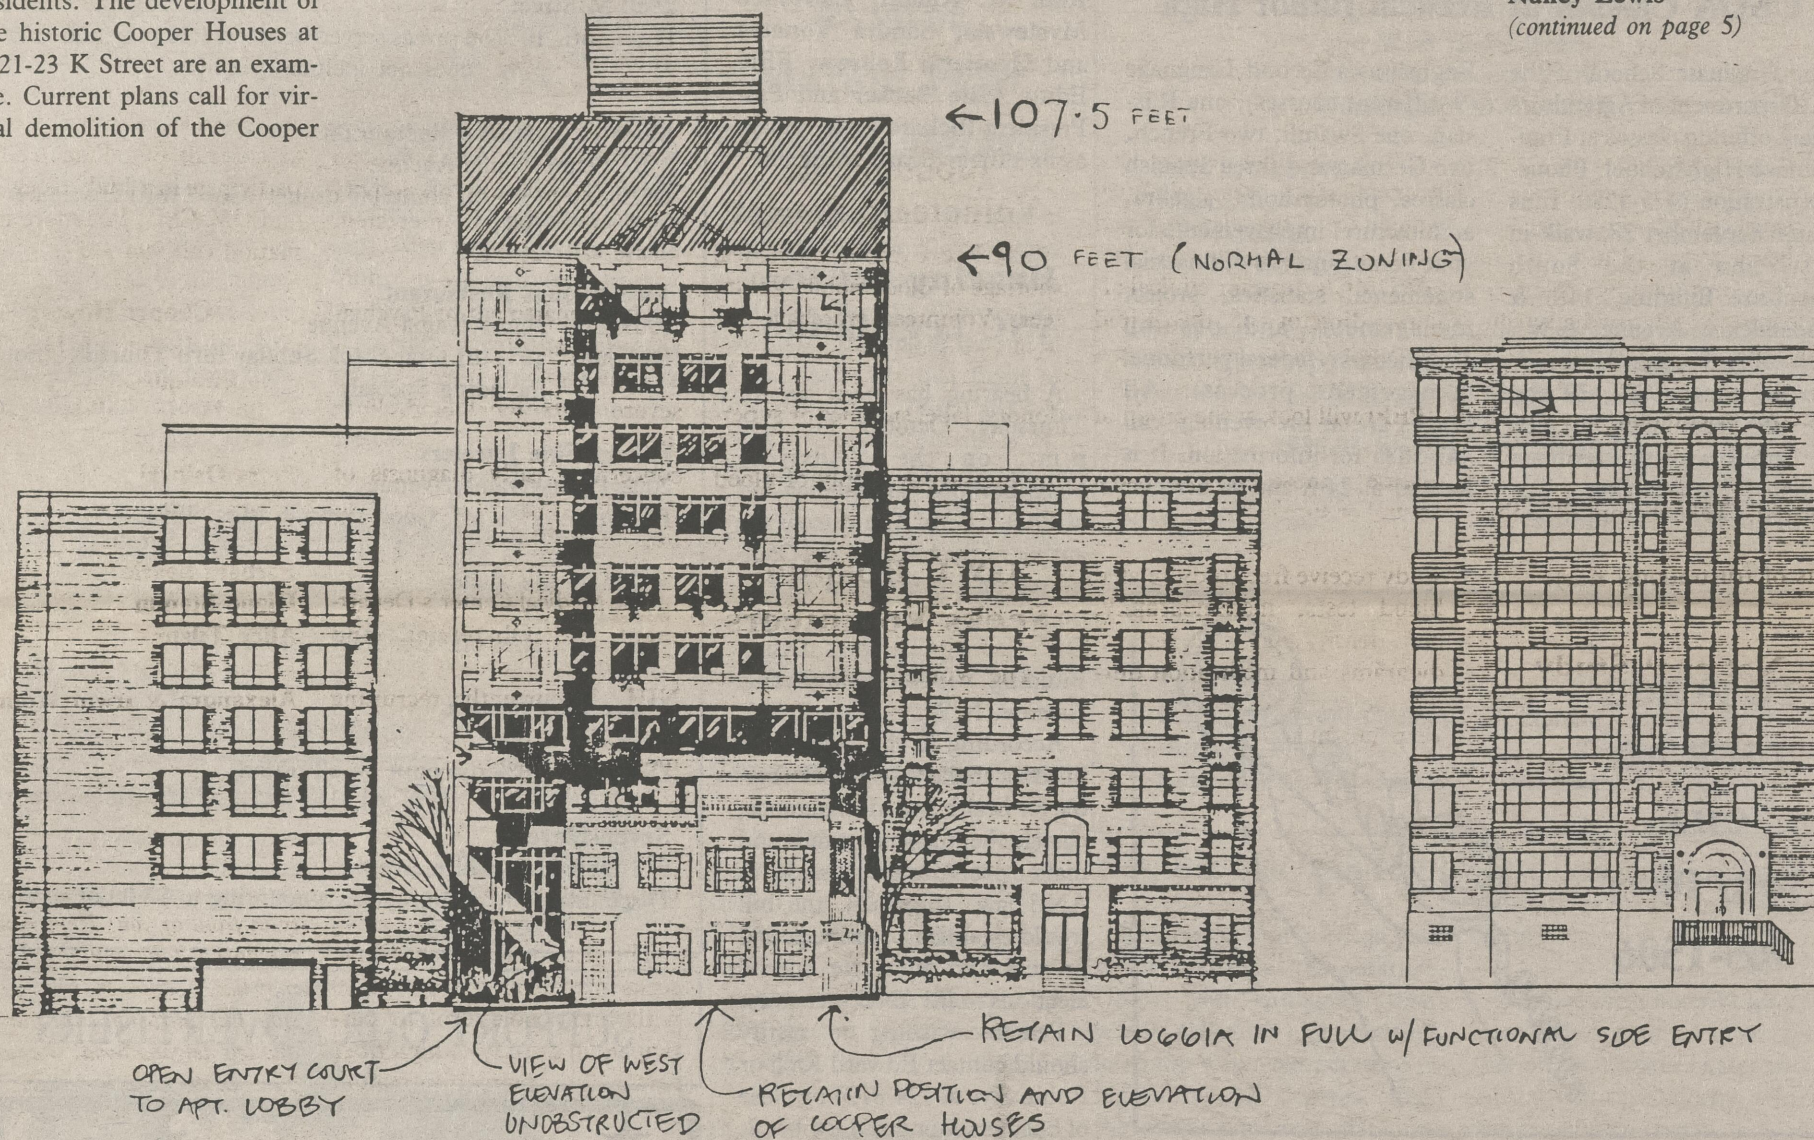 sidents. The development of
e historic Cooper Houses at
21-23 K Street are an exam-
e. Current plans call for vir-
al demolition of the Cooper
Nancy Lewis
(continued on page 5)
←107.5 FEET
←90 FEET (NORMAL ZONING)
OPEN ENTRY COURT
TO APT. LOBBY
VIEW OF WEST
ELEVATION
UNOBSTRUCTED
RETAIN POSITION AND ELEVATION
OF COOPER HOUSES
RETAIN LOGGIA IN FULL W/FUNCTIONAL SIDE ENTRY